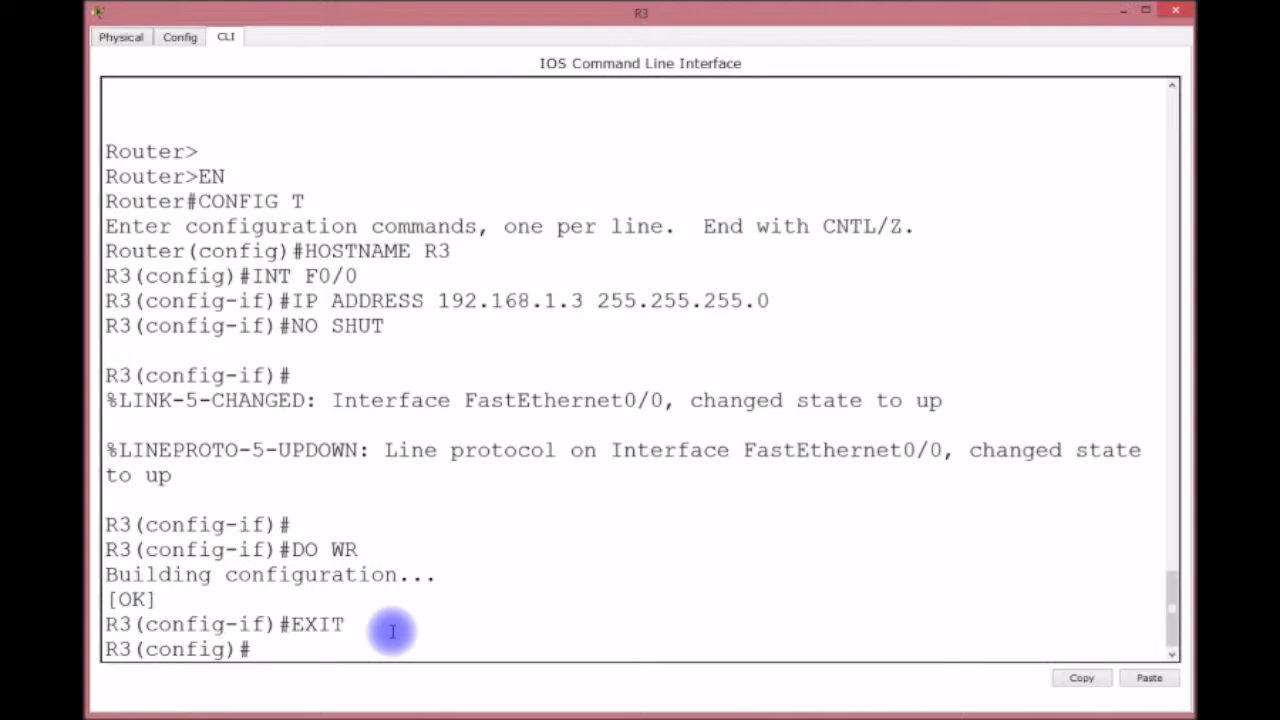 R3
Physical Config CLI
IOS Command Line Interface
Router>
Router>EN
Router#CONFIG T
Enter configuration commands, one per line.  End with CNTL/Z.
Router(config)#HOSTNAME R3
R3(config)#INT F0/0
R3(config-if)#IP ADDRESS 192.168.1.3 255.255.255.0
R3(config-if)#NO SHUT
R3(config-if)#
%LINK-5-CHANGED: Interface FastEthernet0/0, changed state to up
%LINEPROTO-5-UPDOWN: Line protocol on Interface FastEthernet0/0, changed state
to up
R3(config-if)#
R3(config-if)#DO WR
Building configuration...
[OK]
R3(config-if)#EXIT
R3(config)#
Copy Paste